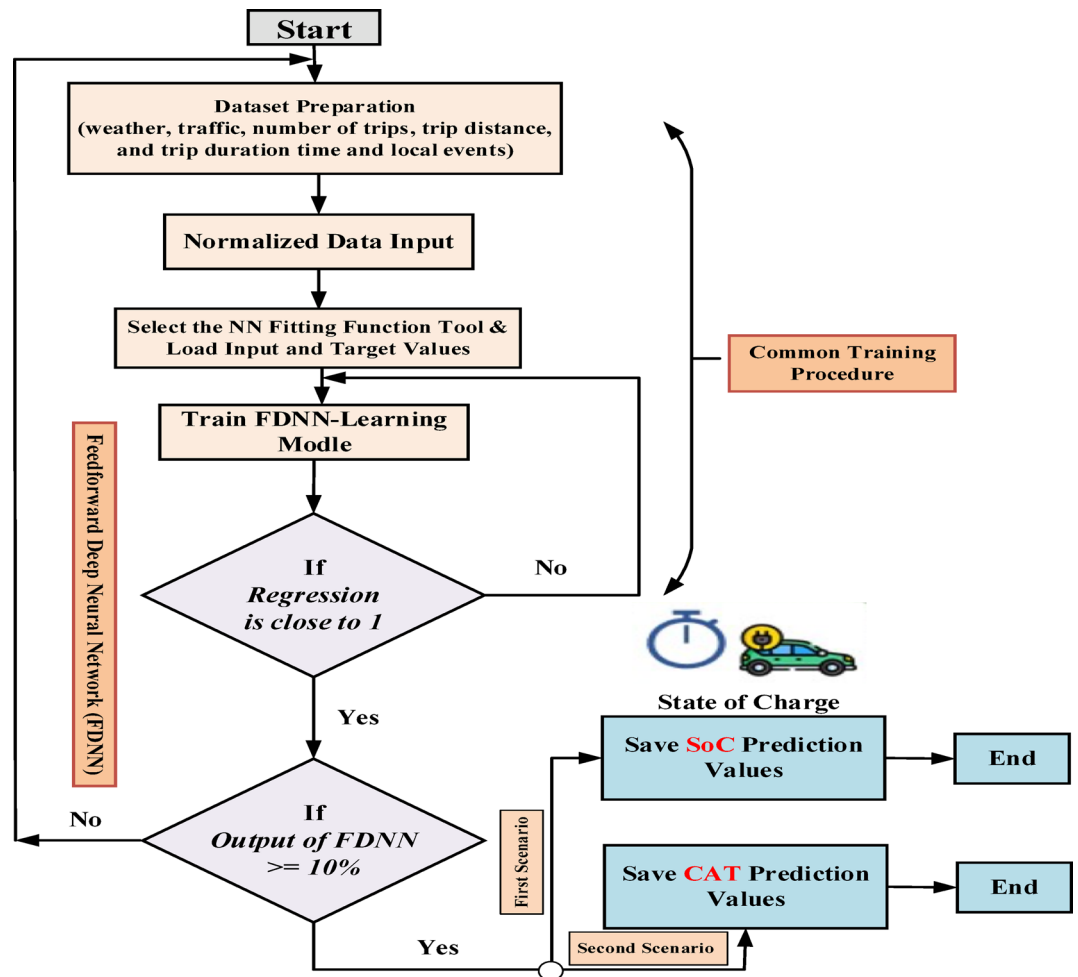 Start
Dataset Preparation
(weather, traffic, number of trips, trip distance,
and trip duration time and local events)
Normalized Data Input
Select the NN Fitting Function Tool &
Load Input and Target Values
Common Training
Procedure
Train FDNN-Learning
Modle
Feedforward Deep Neural Network (FDNN)
If
Regression
is close to 1
No
Yes
State of Charge
Save SoC Prediction
Values
End
If
Output of FDNN
>= 10%
No
Yes
First Scenario
Second Scenario
Save CAT Prediction
Values
End